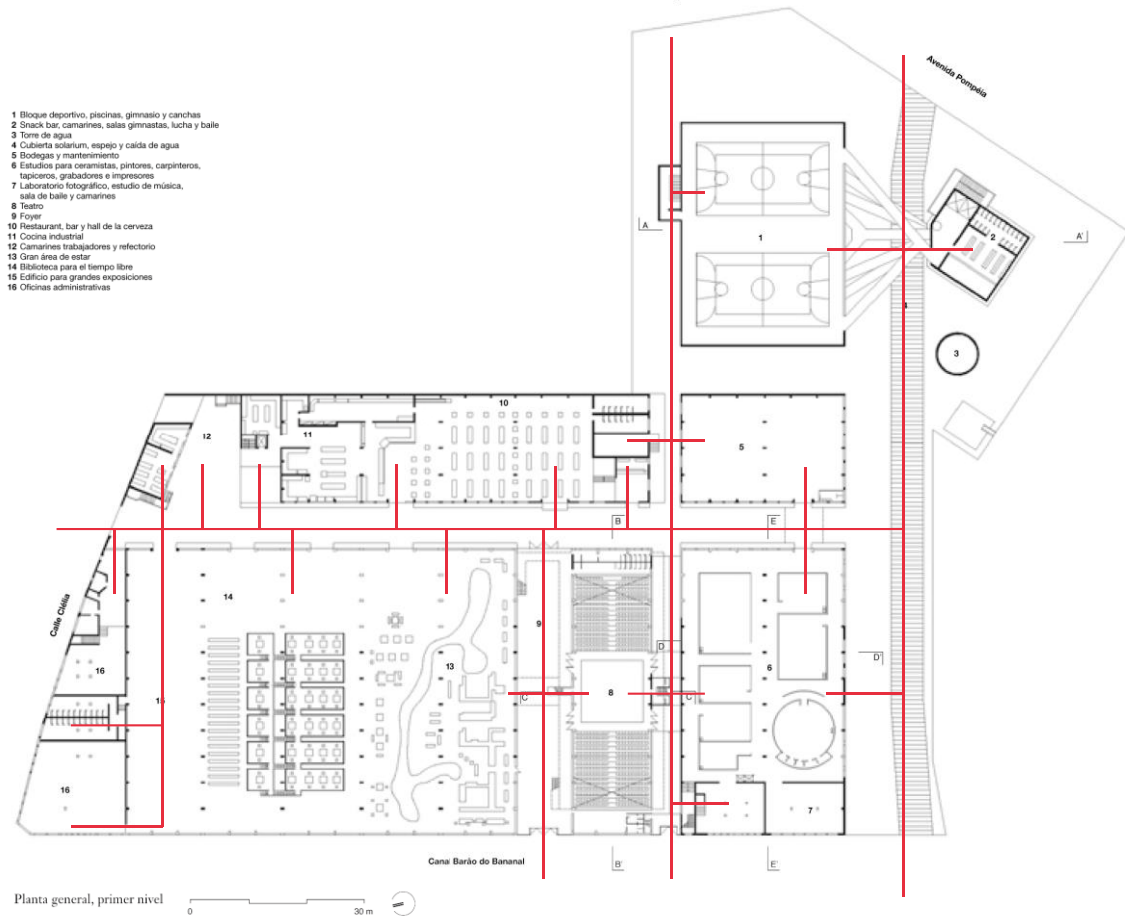 Avenida Pompéia
1 Bloque deportivo, piscinas, gimnasio y canchas
2 Snack bar, camarines, salas gimnastas, lucha y baile
3 Torre de agua
4 Cubierta solarium, espejo y caída de agua
5 Bodegas y mantenimiento
6 Estudios para ceramistas, pintores, carpinteros,
tapiceros, grabadores e impresores
7 Laboratorio fotográfico, estudio de música,
sala de baile y camarines
8 Teatro
9 Foyer
10 Restaurant, bar y hall de la cerveza
11 Cocina industrial
12 Camarines trabajadores y refectorio
13 Gran área de estar
14 Biblioteca para el tiempo libre
15 Edificio para grandes exposiciones
16 Oficinas administrativas
A
1
2
A'
3
10
12
11
5
B
E
14
9
Calle Clélia
D
D'
16
13
6
C
8
C
16
7
Canal Barão do Bananal
B'
E'
Planta general, primer nivel
0
30 m